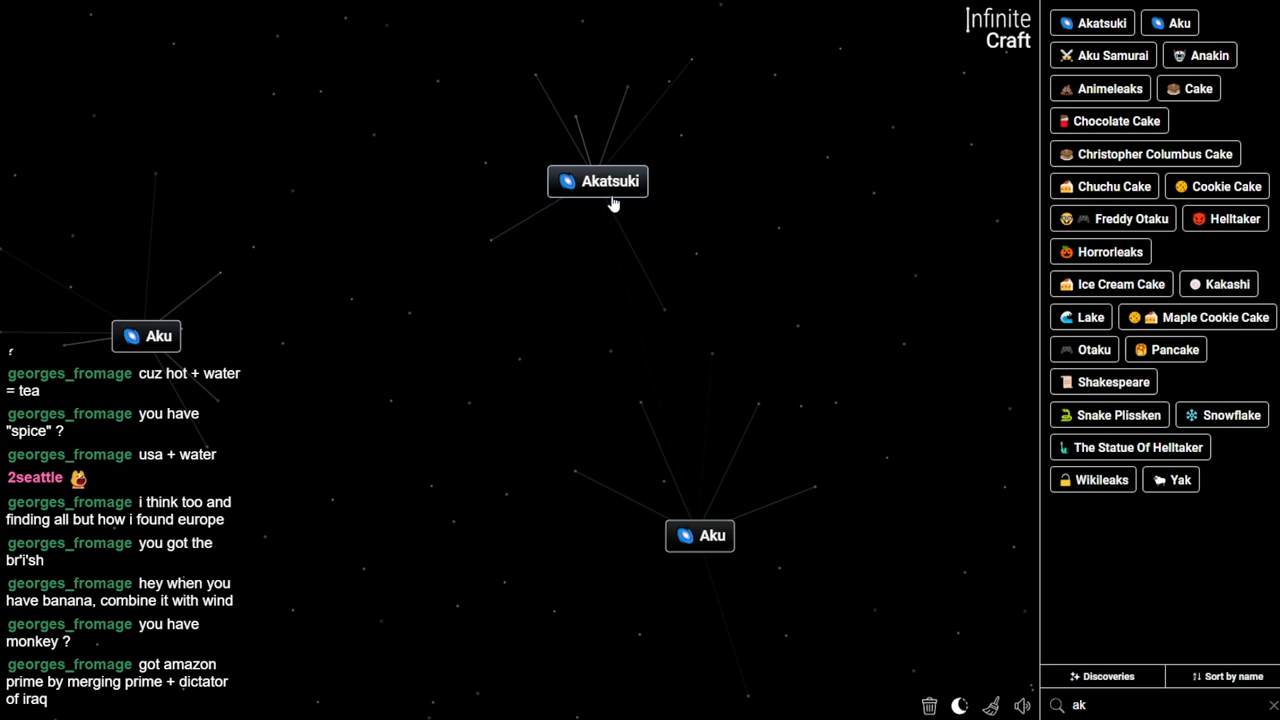 Infinite
Craft
Akatsuki
Aku
Aku
?
georges_fromage cuz hot + water
= tea
georges_fromage you have
"spice" ?
georges_fromage usa + water
2seattle
georges_fromage i think too and
finding all but how i found europe
georges_fromage you got the
br'i'sh
georges_fromage hey when you
have banana, combine it with wind
georges_fromage you have
monkey ?
georges_fromage got amazon
prime by merging prime + dictator
of iraq
Akatsuki Aku
Aku Samurai Anakin
Animeleaks Cake
Chocolate Cake
Christopher Columbus Cake
Chuchu Cake Cookie Cake
Freddy Otaku Helltaker
Horrorleaks
Ice Cream Cake Kakashi
Lake Maple Cookie Cake
Otaku Pancake
Shakespeare
Snake Plissken Snowflake
The Statue Of Helltaker
Wikileaks Yak
Discoveries Sort by name
ak